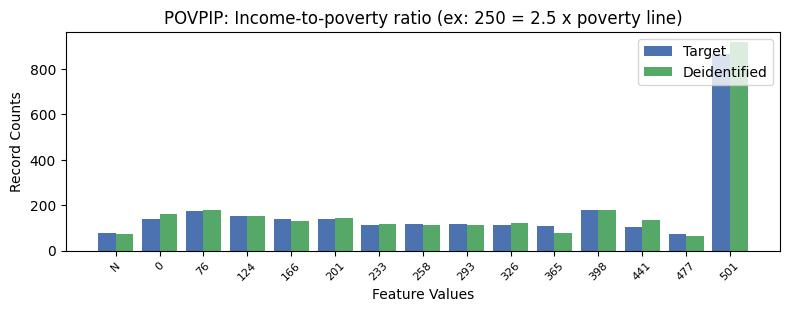 POVPIP: Income-to-poverty ratio (ex: 250 = 2.5 x poverty line)
Target
Deidentified
Record Counts
800
600
400
200
0
N 0 76 124 166 201 233 258 293 326 365 398 441 477 501
Feature Values